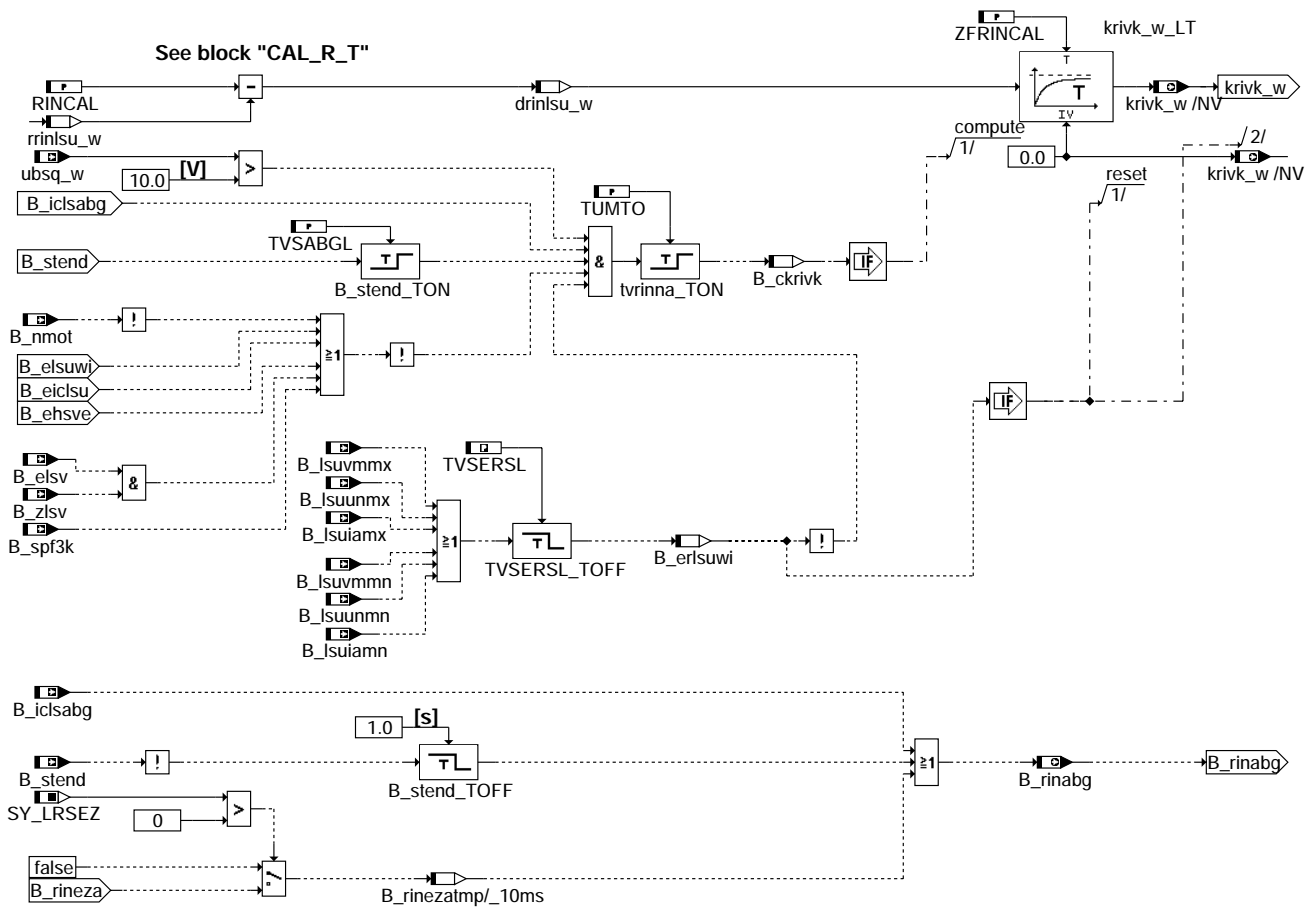 ZFRINCAL
krivk_w_LT
See block "CAL_R_T"
P
T
P
RINCAL
-
drinlsu_w
T
IV
krivk_w /NV
krivk_w
rrinlsu_w
ubsq_w
10.0
[V]
>
compute
1/
0.0
2/
krivk_w /NV
B_iclsabg
P
TUMTO
reset
1/
P
TVSABGL
B_stend
T
B_stend_TON
&
T
tvrinna_TON
B_ckrivk
IF
B_nmot
!
≥1
!
B_elsuwi
B_eiclsu
B_ehsve
IF
B_elsv
&
B_zlsv
B_spf3k
B_lsuvmmx
P
TVSERSL
B_lsuunmx
B_lsuiamx
≥1
T
TVSERSL_TOFF
B_erlsuwi
!
B_lsuvmmn
B_lsuunmn
B_lsuiamn
B_iclsabg
1.0
[s]
B_stend
!
T
B_stend_TOFF
≥1
B_rinabg
B_rinabg
SY_LRSEZ
0
>
false
B_rineza
B_rinezatmp/_10ms